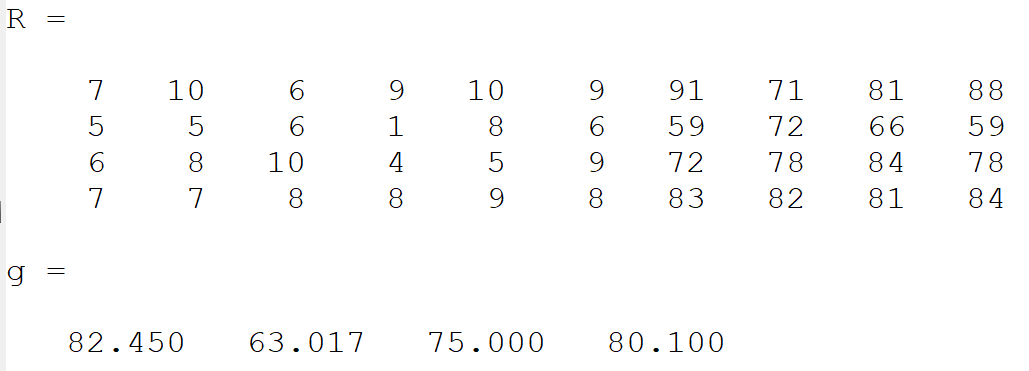 R =
7 10 6 9 10 9 91 71 81 88
5 5 6 1 8 6 59 72 66 59
6 8 10 4 5 9 72 78 84 78
7 7 8 8 9 8 83 82 81 84
g =
82.450 63.017 75.000 80.100